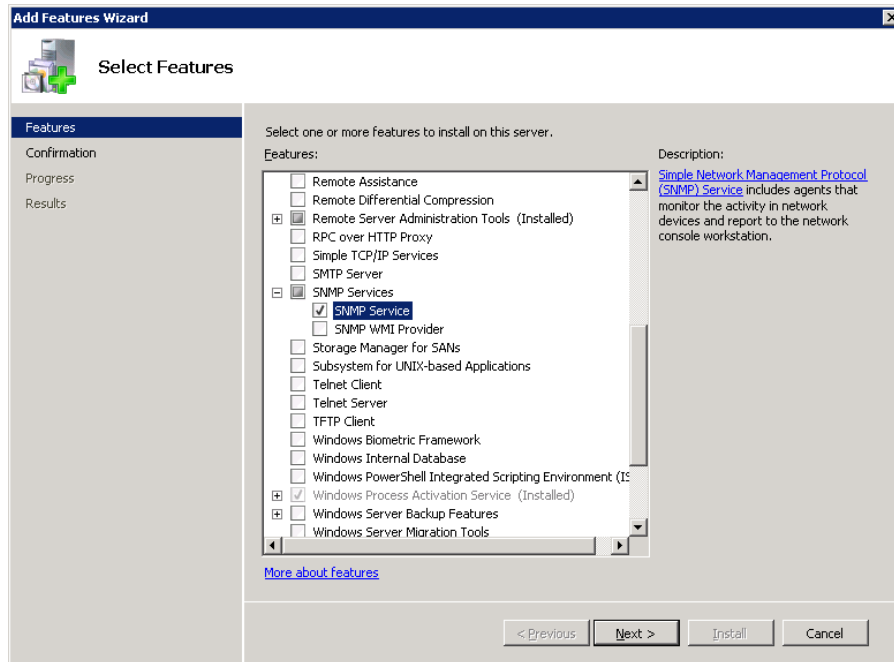 Add Features Wizard
Select Features
Features
Confirmation
Progress
Results
Select one or more features to install on this server.
Features:
Remote Assistance
Remote Differential Compression
Remote Server Administration Tools (Installed)
RPC over HTTP Proxy
Simple TCP/IP Services
SMTP Server
SNMP Services
SNMP Service
SNMP WMI Provider
Storage Manager for SANs
Subsystem for UNIX-based Applications
Telnet Client
Telnet Server
TFTP Client
Windows Biometric Framework
Windows Internal Database
Windows PowerShell Integrated Scripting Environment (IS
Windows Process Activation Service (Installed)
Windows Server Backup Features
Windows Server Migration Tools
Description:
Simple Network Management Protocol
(SNMP) Service includes agents that
monitor the activity in network
devices and report to the network
console workstation.
More about features
< Previous
Next >
Install
Cancel